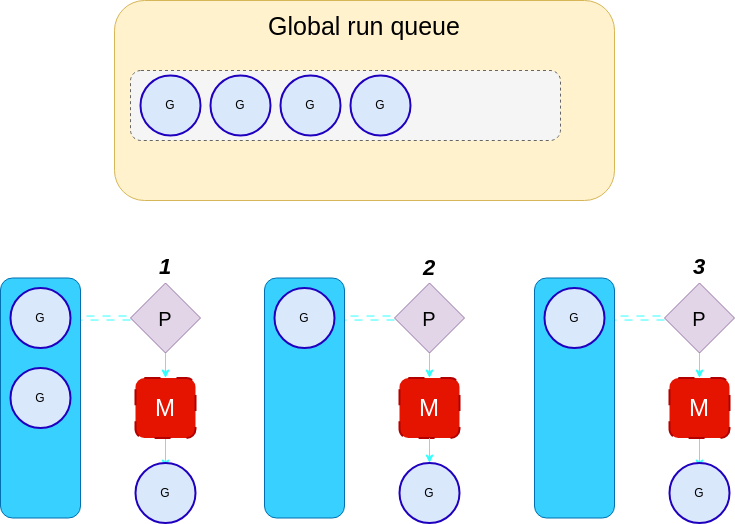 Global run queue
G G G G
1 2 3
G P G P G P
G M M M
G G G